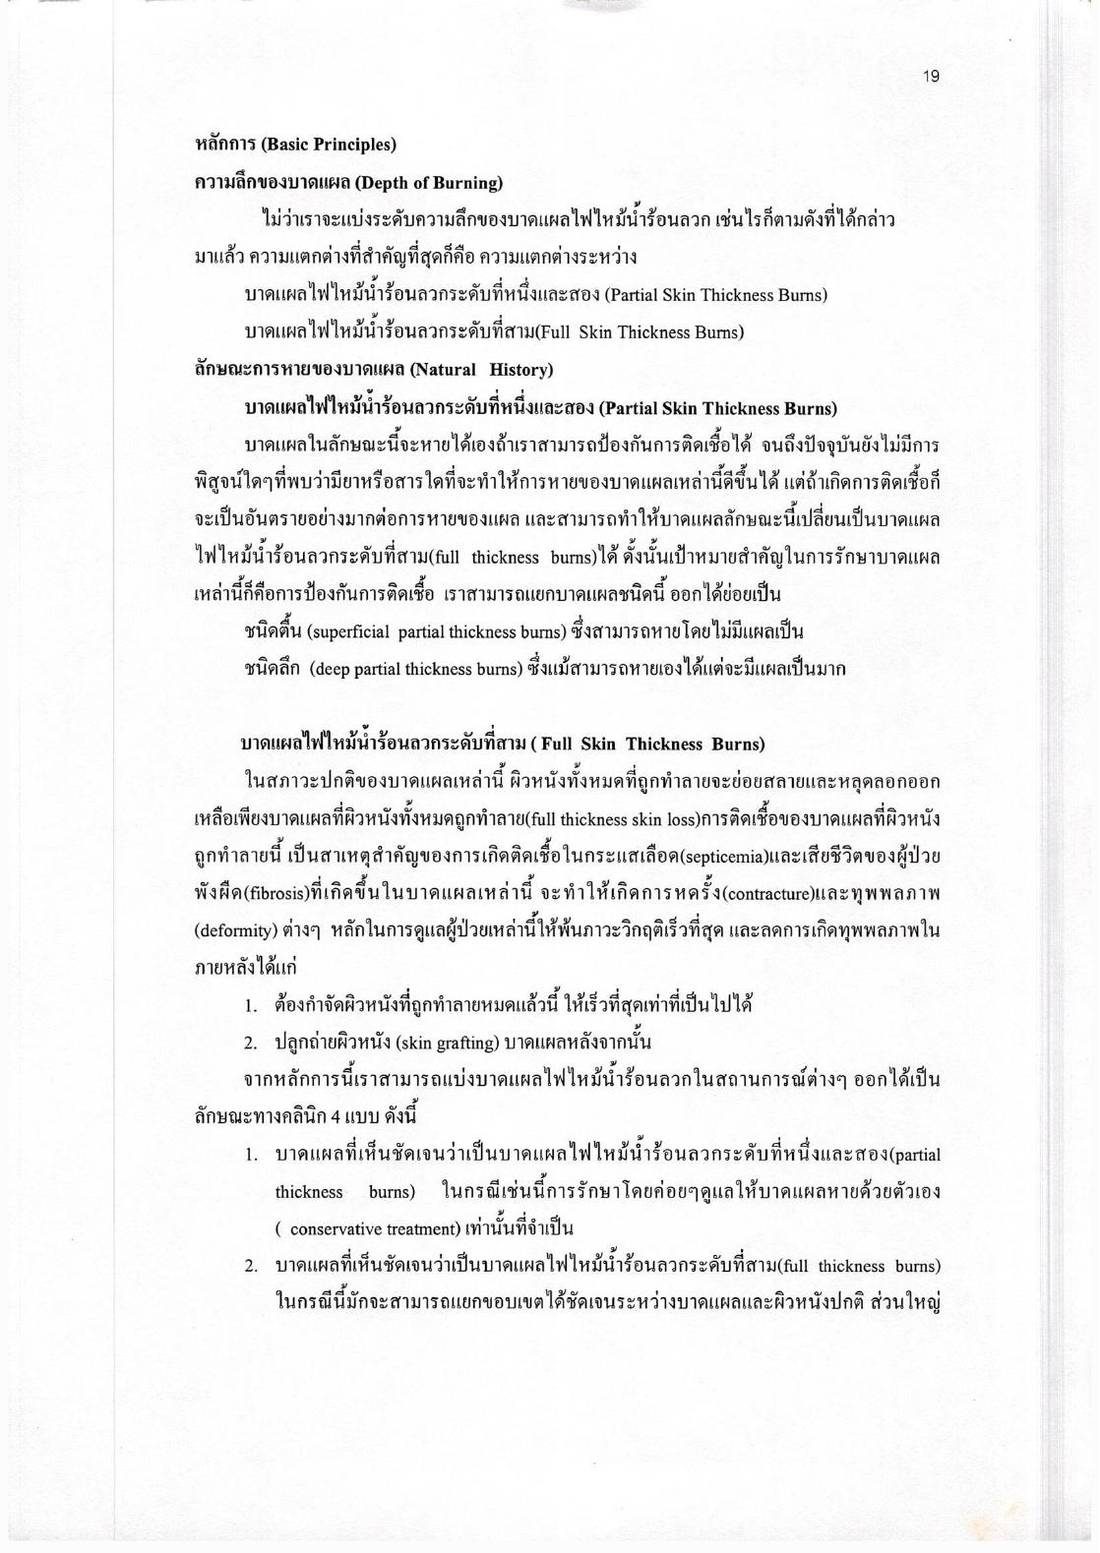 19
หลักการ (Basic Principles)
ความลึกของบาดแผล (Depth of Burning)
ไม่ว่าเราจะแบ่งระดับความลึกของบาดแผลไฟไหม้น้ำร้อนลวก เช่นไรก็ตามดังที่ได้กล่าว
มาแล้ว ความแตกต่างที่สำคัญที่สุดก็คือ ความแตกต่างระหว่าง
บาดแผลไฟไหม้น้ำร้อนลวกระดับที่หนึ่งและสอง (Partial Skin Thickness Burns)
บาดแผลไฟไหม้น้ำร้อนลวกระดับที่สาม(Full Skin Thickness Burns)
ลักษณะการหายของบาดแผล (Natural History)
บาดแผลไฟไหม้น้ำร้อนลวกระดับที่หนึ่งและสอง (Partial Skin Thickness Burns)
บาดแผลในลักษณะนี้จะหายได้เองถ้าเราสามารถป้องกันการติดเชื้อได้ จนถึงปัจจุบันยังไม่มีการ
พิสูจน์ใดๆที่พบว่ามียาหรือสารใดที่จะทำให้การหายของบาดแผลเหล่านี้ดีขึ้นได้ แต่ถ้าเกิดการติดเชื้อก็
จะเป็นอันตรายอย่างมากต่อการหายของแผล และสามารถทำให้บาดแผลลักษณะนี้เปลี่ยนเป็นบาดแผล
ไฟไหม้น้ำร้อนลวกระดับที่สาม(full thickness burns)ได้ ดั้งนั้นเป้าหมายสำคัญในการรักษาบาดแผล
เหล่านี้ก็คือการป้องกันการติดเชื้อ เราสามารถแยกบาดแผลชนิดนี้ ออกได้ย่อยเป็น
ชนิดตื้น (superficial partial thickness burns) ซึ่งสามารถหายโดยไม่มีแผลเป็น
ชนิดลึก (deep partial thickness burns) ซึ่งแม้สามารถหายเองได้แต่จะมีแผลเป็นมาก
บาดแผลไฟไหม้น้ำร้อนลวกระดับที่สาม ( Full Skin Thickness Burns)
ในสภาวะปกติของบาดแผลเหล่านี้ ผิวหนังทั้งหมดที่ถูกทำลายจะย่อยสลายและหลุดลอกออก
เหลือเพียงบาดแผลที่ผิวหนังทั้งหมดถูกทำลาย(full thickness skin loss)การติดเชื้อของบาดแผลที่ผิวหนัง
ถูกทำลายนี้ เป็นสาเหตุสำคัญของการเกิดติดเชื้อในกระแสเลือด(septicemia)และเสียชีวิตของผู้ป่วย
พังผืด(fibrosis)ที่เกิดขึ้นในบาดแผลเหล่านี้ จะทำให้เกิดการหดรั้ง(contracture)และทุพพลภาพ
(deformity) ต่างๆ หลักในการดูแลผู้ป่วยเหล่านี้ให้พ้นภาวะวิกฤติเร็วที่สุด และลดการเกิดทุพพลภาพใน
ภายหลังได้แก่
1. ต้องกำจัดผิวหนังที่ถูกทำลายหมดแล้วนี้ ให้เร็วที่สุดเท่าที่เป็นไปได้
2. ปลูกถ่ายผิวหนัง (skin grafting) บาดแผลหลังจากนั้น
จากหลักการนี้เราสามารถแบ่งบาดแผลไฟไหม้น้ำร้อนลวกในสถานการณ์ต่างๆ ออกได้เป็น
ลักษณะทางคลินิก 4 แบบ ดังนี้
1. บาดแผลที่เห็นชัดเจนว่าเป็นบาดแผลไฟไหม้น้ำร้อนลวกระดับที่หนึ่งและสอง(partial
thickness burns) ในกรณีเช่นนี้การรักษาโดยค่อยๆดูแลให้บาดแผลหายด้วยตัวเอง
( conservative treatment) เท่านั้นที่จำเป็น
2. บาดแผลที่เห็นชัดเจนว่าเป็นบาดแผลไฟไหม้น้ำร้อนลวกระดับที่สาม(full thickness burns)
ในกรณีนี้มักจะสามารถแยกขอบเขตได้ชัดเจนระหว่างบาดแผลและผิวหนังปกติ ส่วนใหญ่